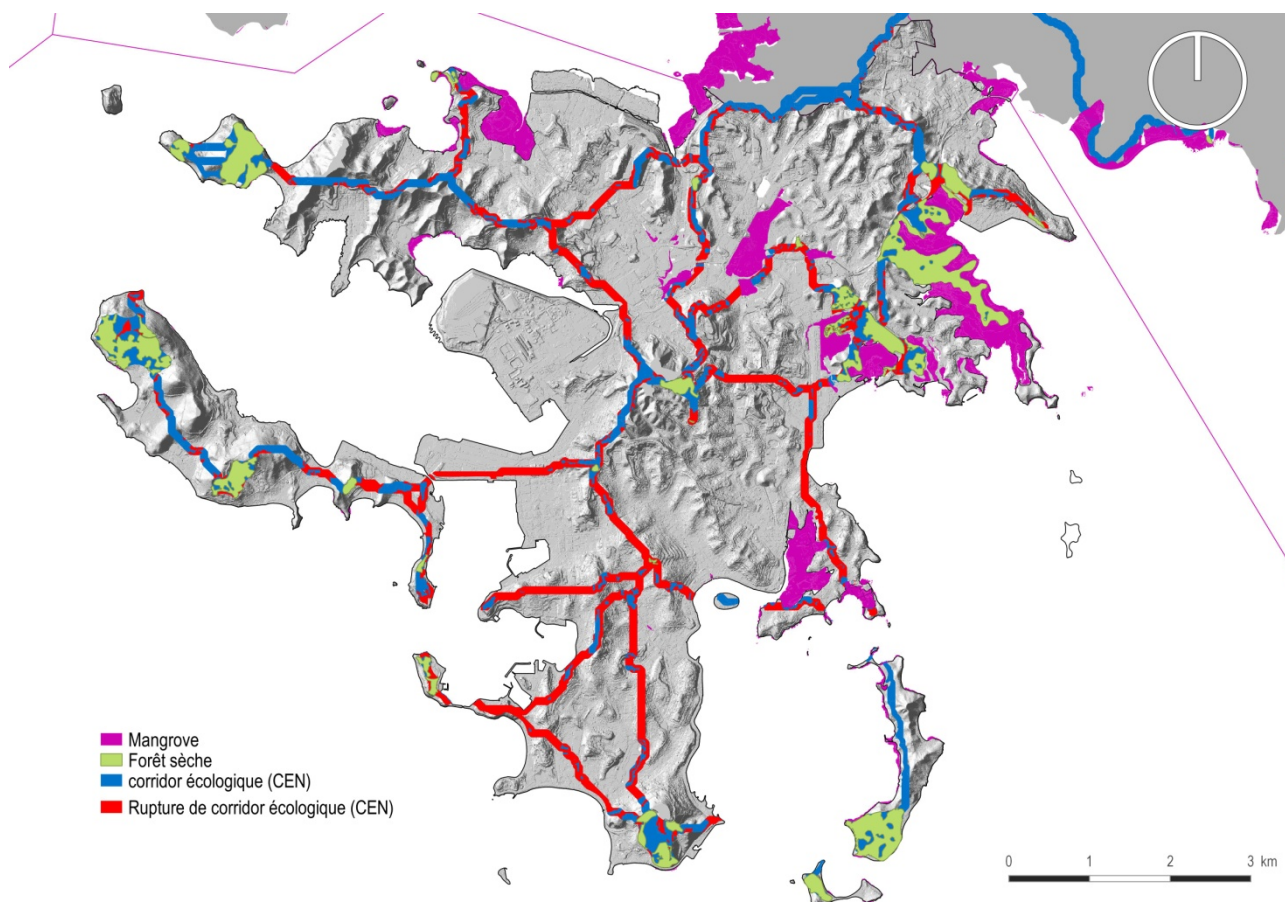 Mangrove
Forêt sèche
corridor écologique (CEN)
Rupture de corridor écologique (CEN)
0 1 2 3 km